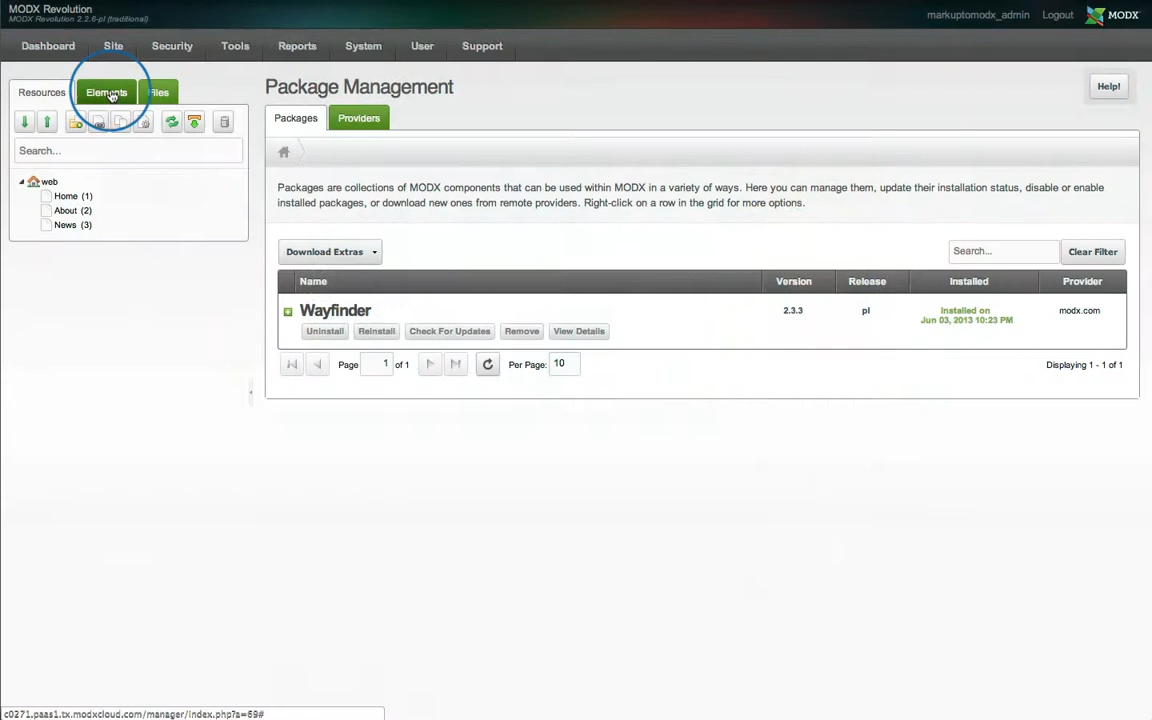 MODX Revolution
MODX Revolution 2.2.6-pl (traditional)
markuptomodx_admin Logout MODX
Dashboard Site Security Tools Reports System User Support
Resources Elements Files
Search...
web
Home (1)
About (2)
News (3)
Package Management
Help!
Packages Providers
Packages are collections of MODX components that can be used within MODX in a variety of ways. Here you can manage them, update their installation status, disable or enable
installed packages, or download new ones from remote providers. Right-click on a row in the grid for more options.
Download Extras Search... Clear Filter
Name Version Release Installed Provider
Wayfinder 2.3.3 pl Installed on modx.com
Jun 03, 2013 10:23 PM
Uninstall Reinstall Check For Updates Remove View Details
Page 1 of 1 Per Page: 10 Displaying 1 - 1 of 1
c0271.paas1.tx.modxcloud.com/manager/index.php?a=69#